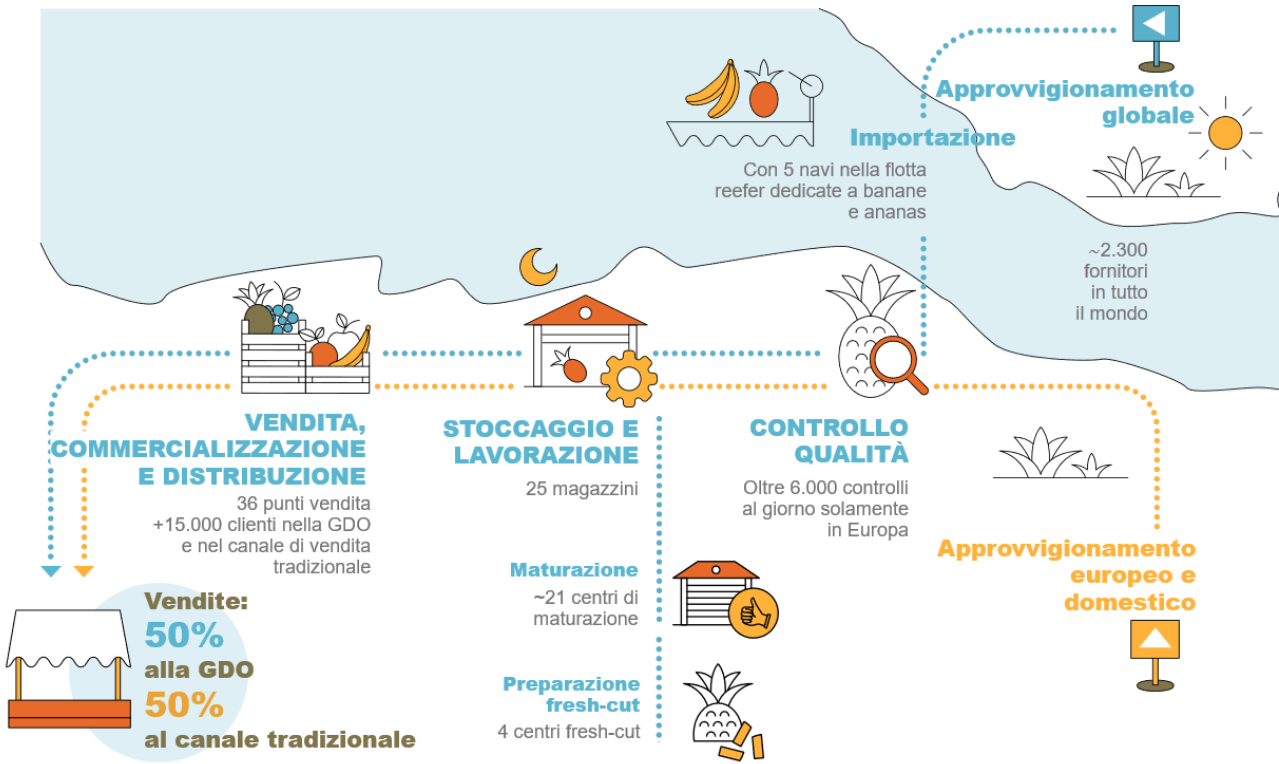 Approvvigionamento
globale
Importazione
Con 5 navi nella flotta
reefer dedicate a banane
e ananas
~2.300
fornitori
in tutto
il mondo
VENDITA,
COMMERCIALIZZAZIONE
E DISTRIBUZIONE
36 punti vendita
+15.000 clienti nella GDO
e nel canale di vendita
tradizionale
STOCCAGGIO E
LAVORAZIONE
25 magazzini
CONTROLLO
QUALITÀ
Oltre 6.000 controlli
al giorno solamente
in Europa
Approvvigionamento
europeo e
domestico
Maturazione
~21 centri di
maturazione
Preparazione
fresh-cut
4 centri fresh-cut
Vendite:
50%
alla GDO
50%
al canale tradizionale